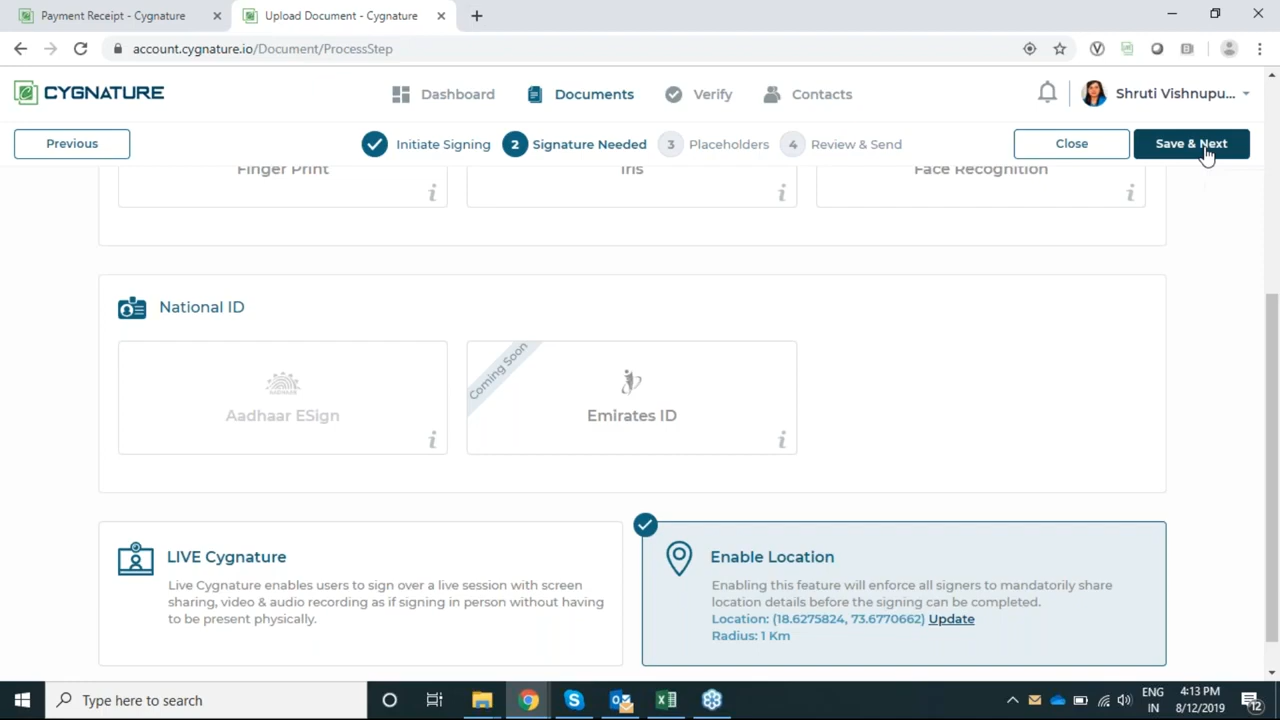 Payment Receipt - Cygnature
Upload Document - Cygnature
account.cygnature.io/Document/ProcessStep
CYGNATURE
Dashboard
Documents
Verify
Contacts
Shruti Vishnupu...
Previous
Initiate Signing
2 Signature Needed
3 Placeholders
4 Review & Send
Close
Save & Next
Finger Print
Iris
Face Recognition
National ID
AADHAAR
Aadhaar ESign
Coming Soon
Emirates ID
LIVE Cygnature
Live Cygnature enables users to sign over a live session with screen
sharing, video & audio recording as if signing in person without having
to be present physically.
Enable Location
Enabling this feature will enforce all signers to mandatorily share
location details before the signing can be completed.
Location: (18.6275824, 73.6770662) Update
Radius: 1 Km
Type here to search
ENG
IN
4:13 PM
8/12/2019
12